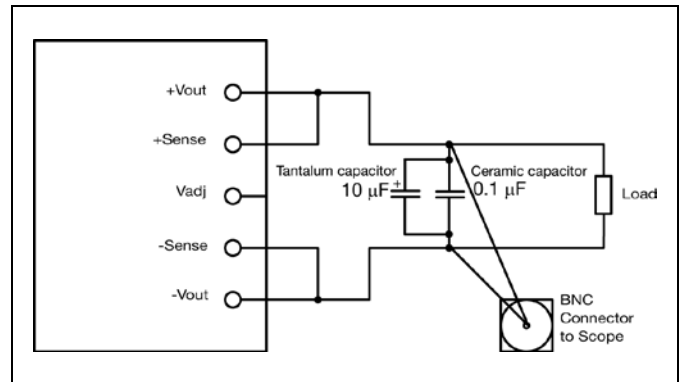 +Vout
+Sense
Vadj
-Sense
-Vout
Tantalum capacitor
10 µF+
Ceramic capacitor
0.1 µF
Load
BNC
Connector
to Scope